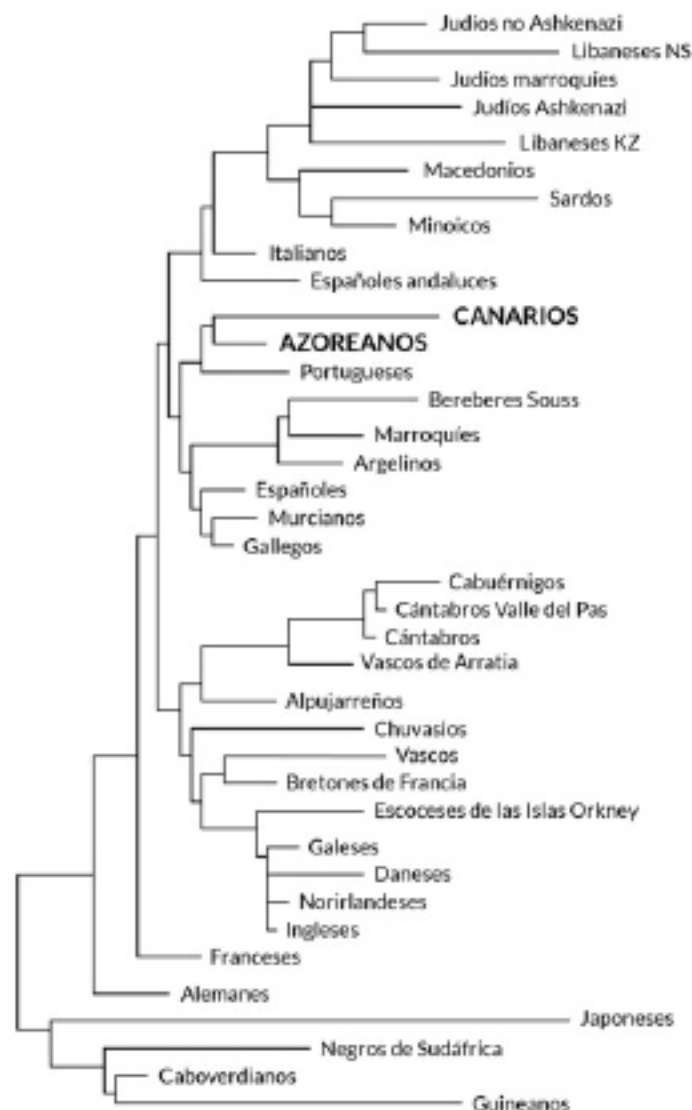 Judios no Ashkenazi
Libaneses NS
Judíos marroquíes
Judíos Ashkenazi
Libaneses KZ
Macedonios
Sardos
Minoicos
Italianos
Españoles andaluces
CANARIOS
AZOREANOS
Portugueses
Bereberes Souss
Marroquíes
Argelinos
Españoles
Murcianos
Gallegos
Cabuérnigos
Cántabros Valle del Pas
Cántabros
Vascos de Arratia
Alpujarreños
Chuvasios
Vascos
Bretones de Francia
Escoceses de las Islas Orkney
Galeses
Daneses
Norirlandeses
Ingleses
Franceses
Alemanes
Japoneses
Negros de Sudáfrica
Caboverdianos
Guineanos